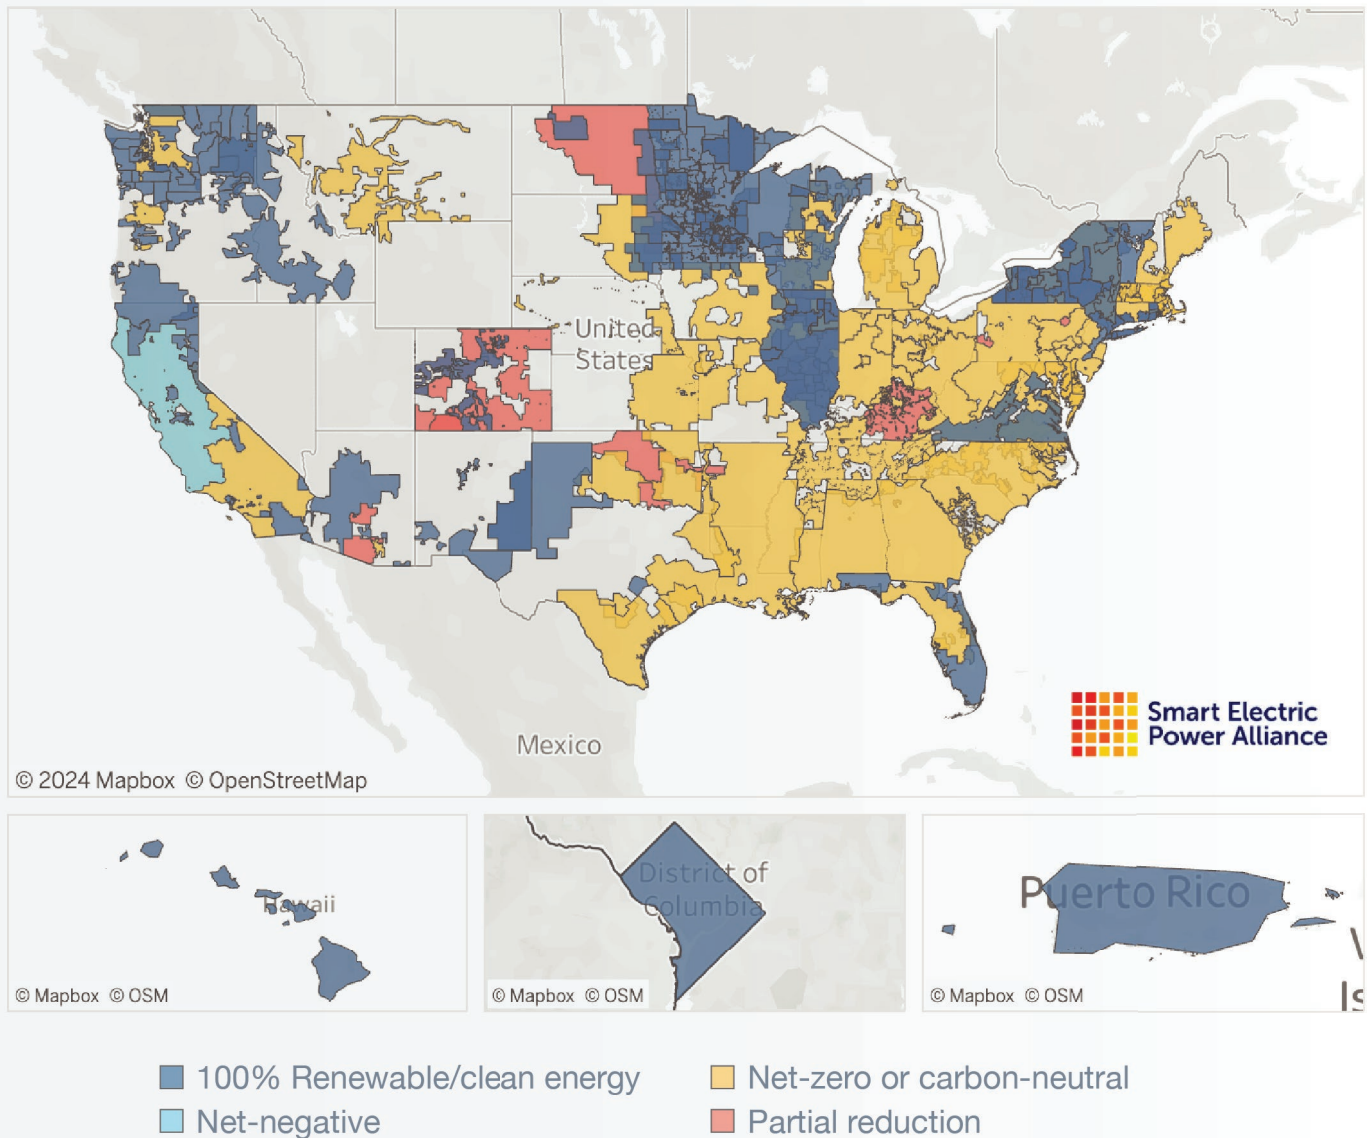 United
States
Mexico
Smart Electric
Power Alliance
© 2024 Mapbox © OpenStreetMap
Hawaii
© Mapbox © OSM
District of
Columbia
© Mapbox © OSM
Puerto Rico
V
Is
© Mapbox © OSM
100% Renewable/clean energy
Net-zero or carbon-neutral
Net-negative
Partial reduction